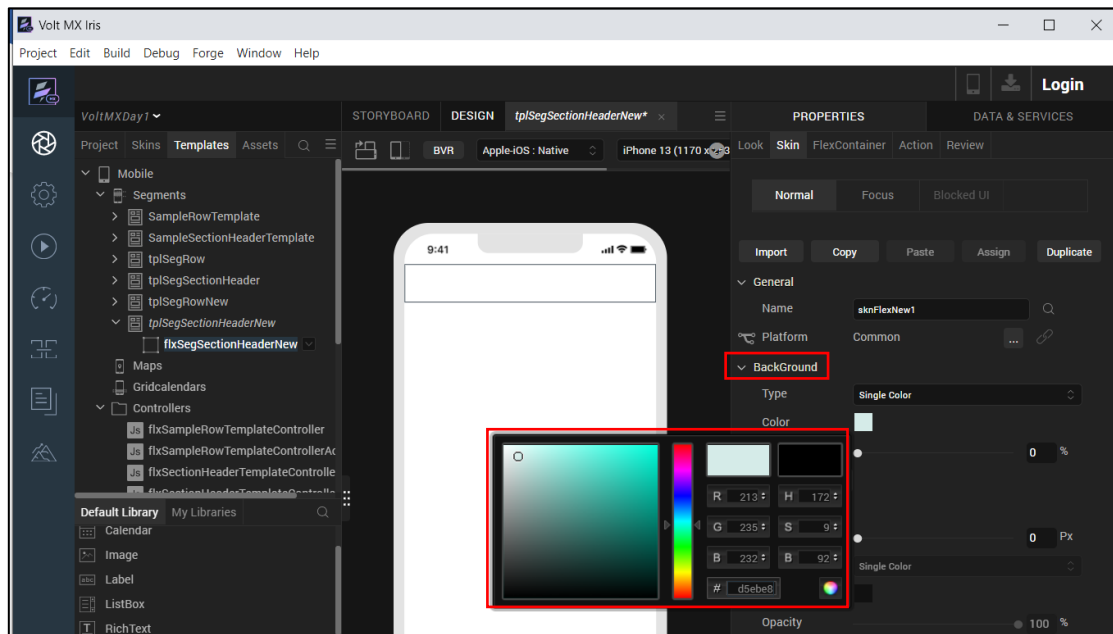 Volt MX Iris
Project Edit Build Debug Forge Window Help
Login
VoltMXDay1
STORYBOARD DESIGN tplSegSectionHeaderNew* ×
PROPERTIES DATA & SERVICES
Project Skins Templates Assets
BVR Apple-iOS : Native iPhone 13 (1170 x
Look Skin FlexContainer Action Review
Mobile
Segments
SampleRowTemplate
SampleSectionHeaderTemplate
tplSegRow
tplSegSectionHeader
tplSegRowNew
tplSegSectionHeaderNew
flxSegSectionHeaderNew
Maps
Gridcalendars
Controllers
Js flxSampleRowTemplateController
Js flxSampleRowTemplateControllerAc
Js flxSectionHeaderTemplateControlle
Default Library My Libraries
Calendar
Image
abc Label
ListBox
T RichText
9:41
Normal Focus Blocked UI
Import Copy Paste Assign Duplicate
General
Name sknFlexNew1
Platform Common ...
BackGround
Type Single Color
Color
0 %
R 213 H 172
G 235 S 9
B 232 B 92
# d5ebe8
0 Px
Single Color
Opacity 100 %